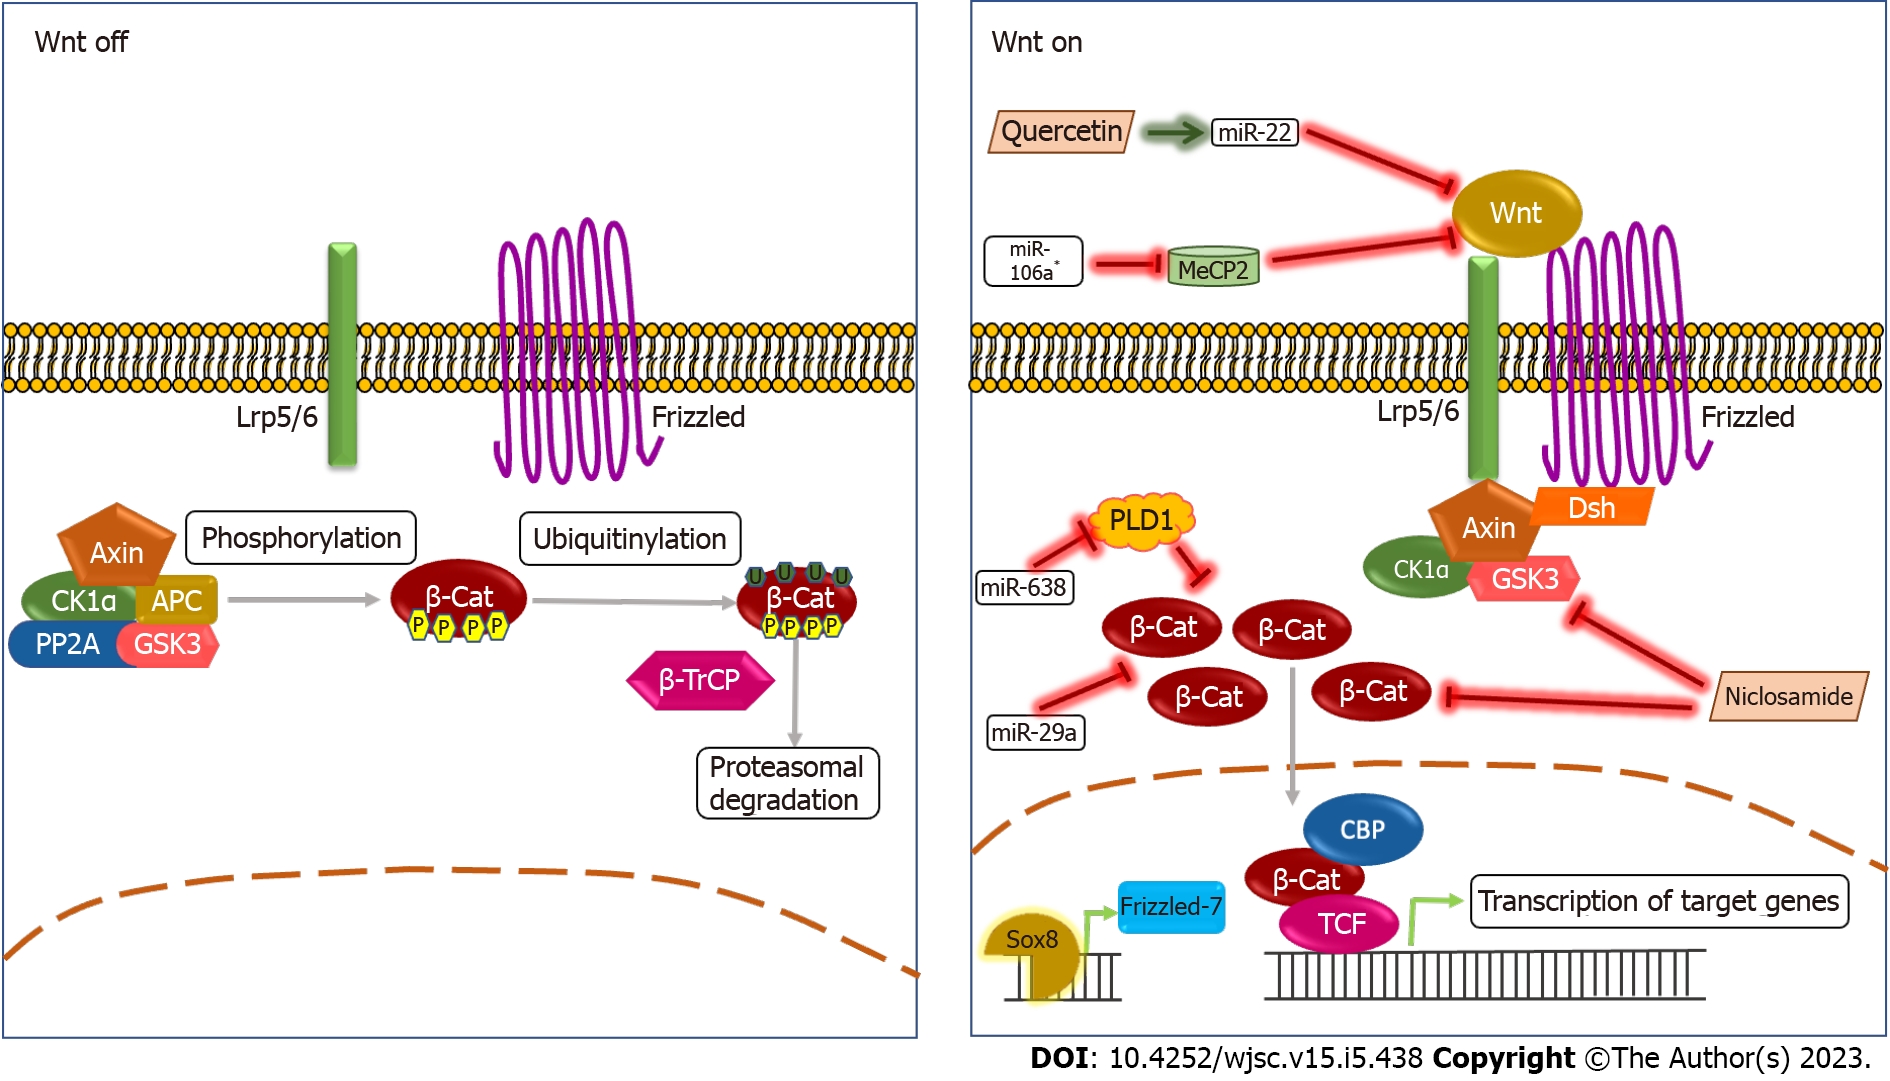 Wnt off
Lrp5/6
Frizzled
Axin
CK1α
APC
PP2A
GSK3
Phosphorylation
β-Cat
P P P P
Ubiquitinylation
U U U U
β-Cat
P P P P
β-TrCP
Proteasomal
degradation
Wnt on
Quercetin
miR-22
Wnt
miR-
106a*
MeCP2
Lrp5/6
Frizzled
Axin
Dsh
CK1α
GSK3
PLD1
miR-638
β-Cat
β-Cat
β-Cat
β-Cat
miR-29a
Niclosamide
CBP
β-Cat
TCF
Transcription of target genes
Sox8
Frizzled-7
DOI: 10.4252/wjsc.v15.i5.438 Copyright ©The Author(s) 2023.